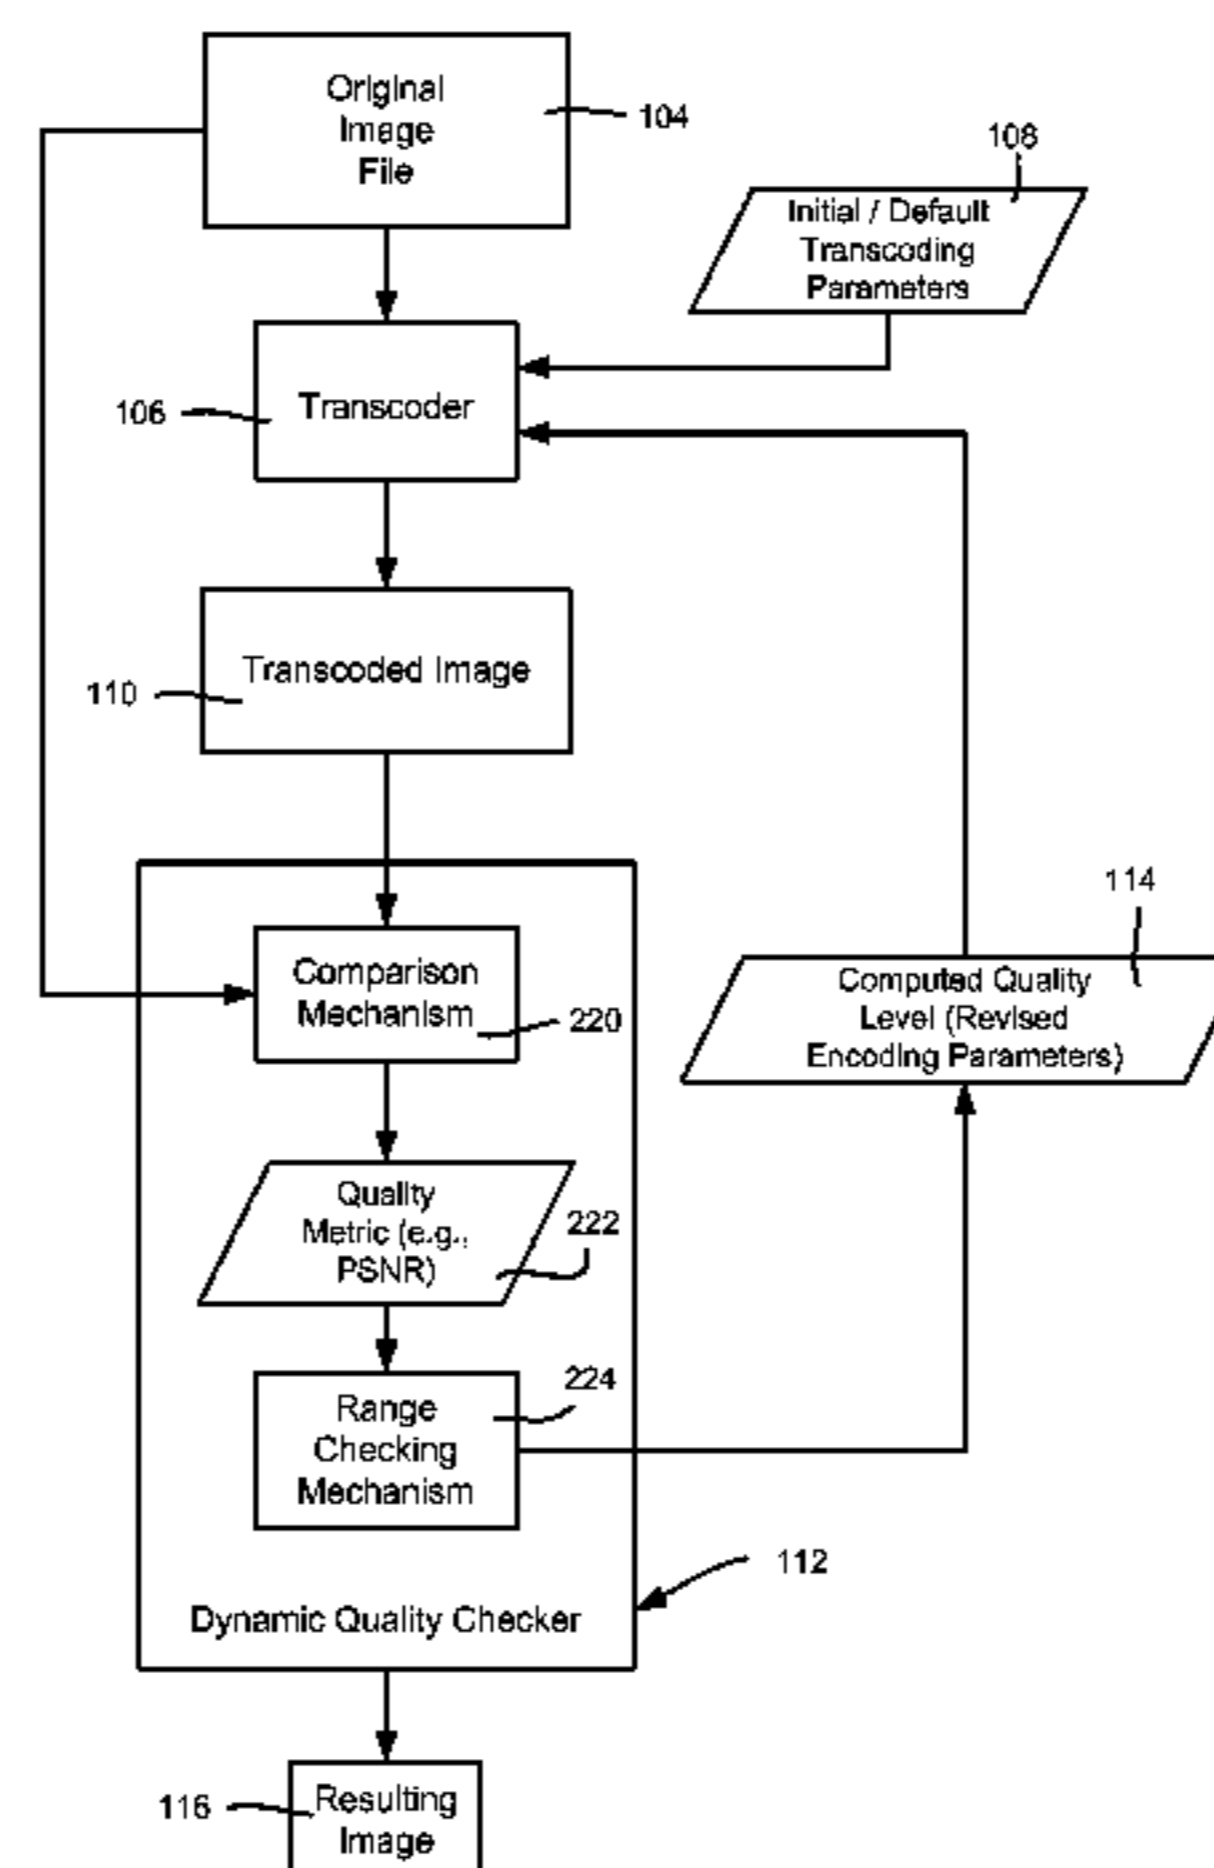 Original
Image
File
104
108
Initial / Default
Transcoding
Parameters
106
Transcoder
110
Transcoded Image
114
Comparison
Mechanism
220
Computed Quality
Level (Revised
Encoding Parameters)
Quality
Metric (e.g.,
PSNR)
222
224
Range
Checking
Mechanism
112
Dynamic Quality Checker
116
Resulting
Image